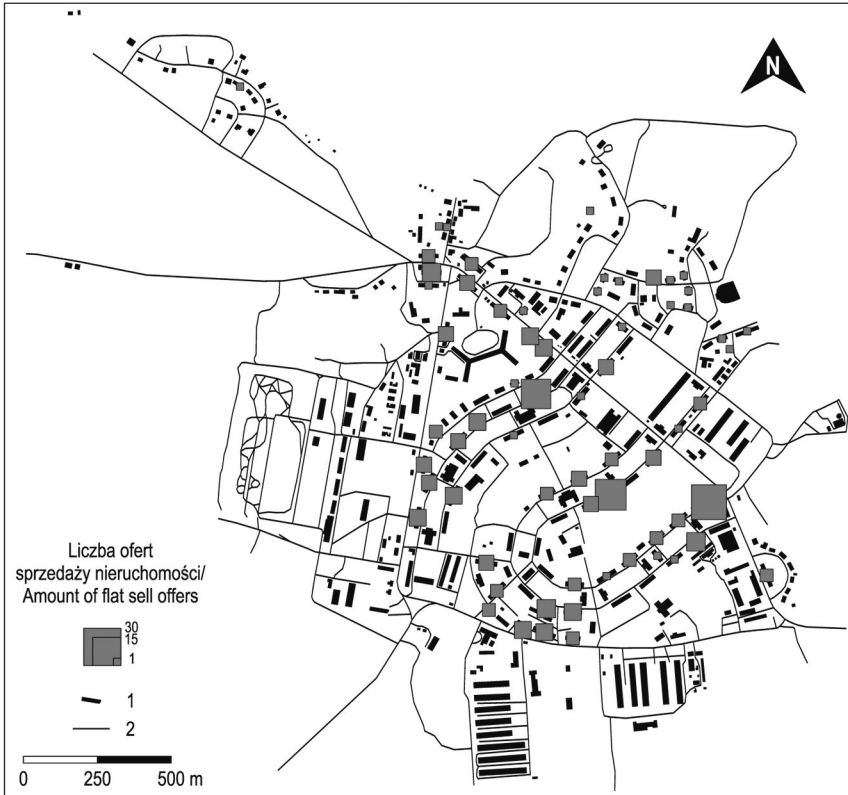 N
Liczba ofert
sprzedaży nieruchomości/
Amount of flat sell offers
30
15
1
1
2
0 250 500 m